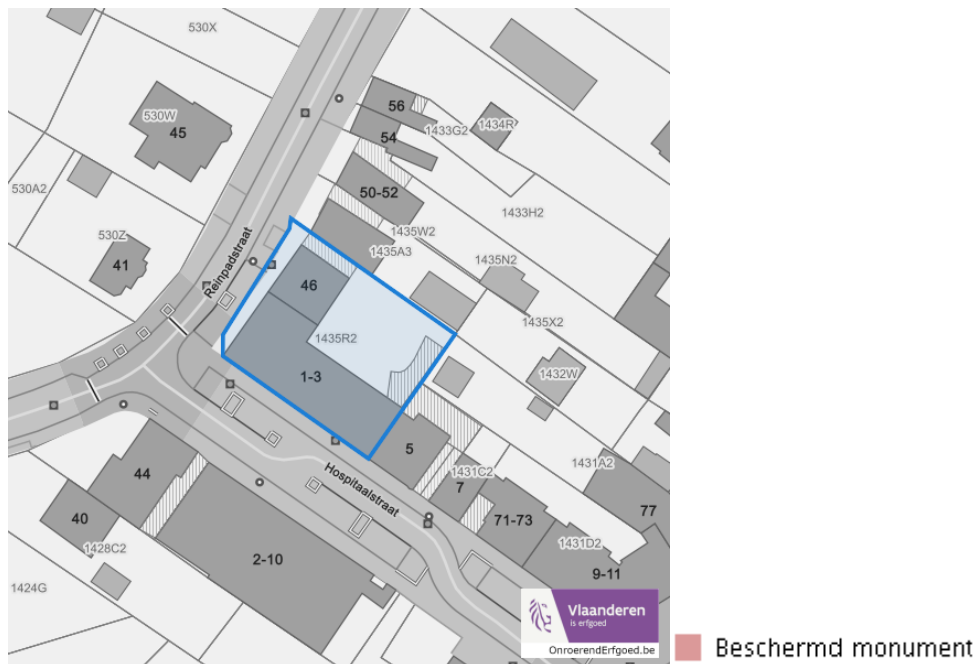 530X
56
530W
45
1433G2
1434R
54
50-52
530A2
1433H2
1435W2
530Z
1435A3
41
1435N2
Reinpadstraat
46
1435X2
1435R2
1432W
1-3
5
1431A2
44
Hospitaalstraat
1431C2
7
77
40
71-73
1428C2
1431D2
2-10
9-11
1424G
Vlaanderen
is erfgoed
OnroerendErfgoed.be
Beschermd monument